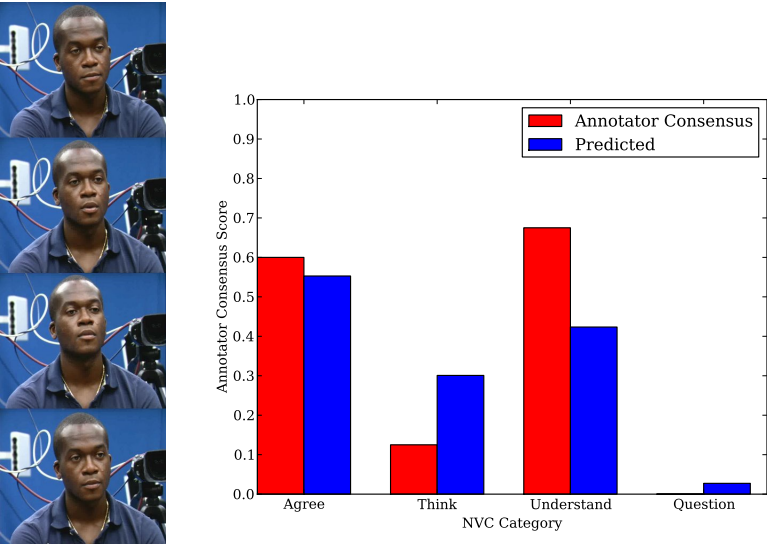 1.0
0.9
0.8
0.7
0.6
0.5
0.4
0.3
0.2
0.1
0.0
Annotator Consensus Score
Annotator Consensus
Predicted
Agree Think Understand Question
NVC Category